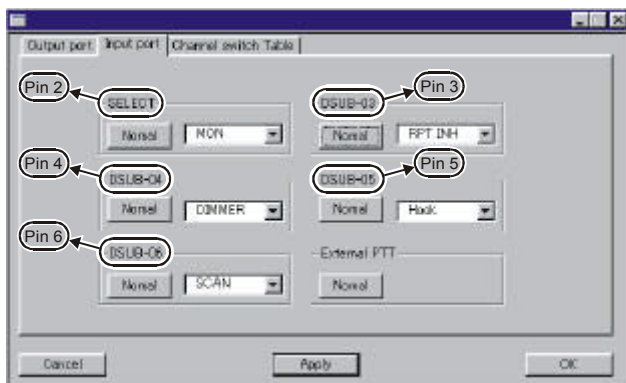 Output port Input port Channel switch Table
Pin 2 SELECT
Normal MON
DSUB-03 Pin 3
Normal RPT INH
Pin 4 DSUB-04
Normal DIMMER
DSUB-05 Pin 5
Normal Hook
Pin 6 DSUB-06
Normal SCAN
External PTT
Normal
Cancel Apply OK